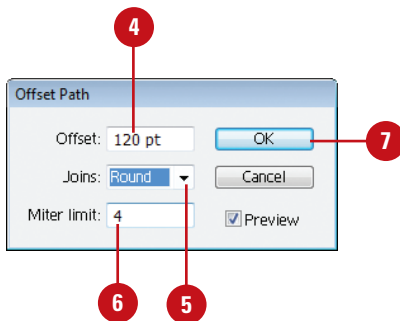 4
Offset Path
Offset: 120 pt OK
7
Joins: Round Cancel
Miter limit: 4 Preview
6 5